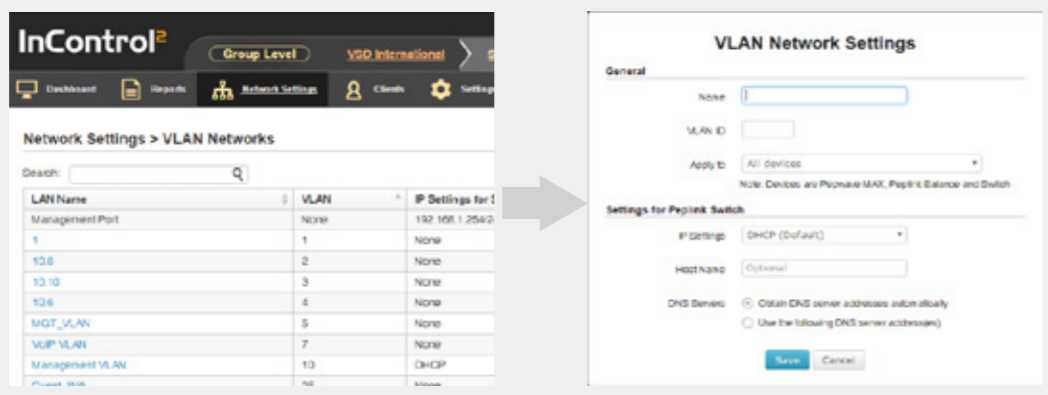 InControl2
Group Level VSD International
Dashboard Reports Network Settings Clients Settings
Network Settings > VLAN Networks
Search:
LAN Name VLAN IP Settings for
Management Port None 192.168.1.254/2
1 1 None
10.8 2 None
10.10 3 None
10.6 4 None
MGT_VLAN 5 None
VoIP VLAN 7 None
Management VLAN 10 DHCP
VLAN Network Settings
General
Name
VLAN ID
Apply to All devices
Note: Devices are Pepwave MAX, Peplink Balance and Switch
Settings for Peplink Switch
IP Settings DHCP (Default)
Host Name Optional
DNS Servers Obtain DNS server addresses automatically
Use the following DNS server address(es)
Save Cancel